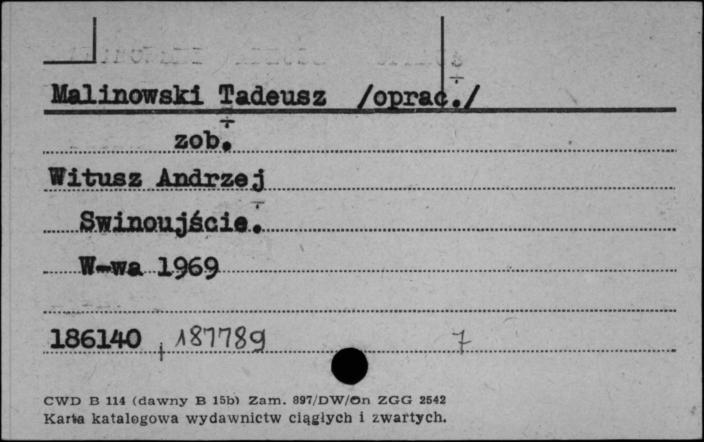 Malinowski Tadeusz /oprac./
zob.
Witusz Andrzej
Swinoujście.
W-wa 1969
186140 , 187789 7
CWD B 114 (dawny B 15b) Zam. 897/DW/On ZGG 2542
Karta katalogowa wydawnictw ciągłych i zwartych.